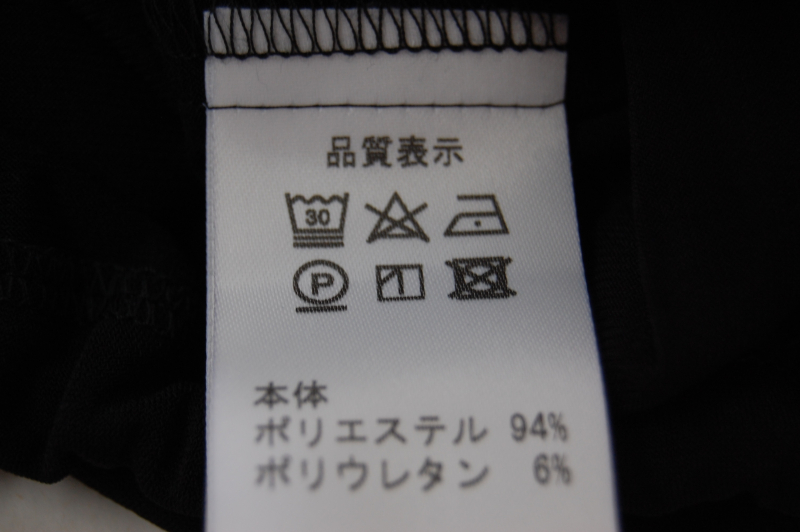 品質表示
30
P
本体
ポリエステル 94%
ポリウレタン 6%